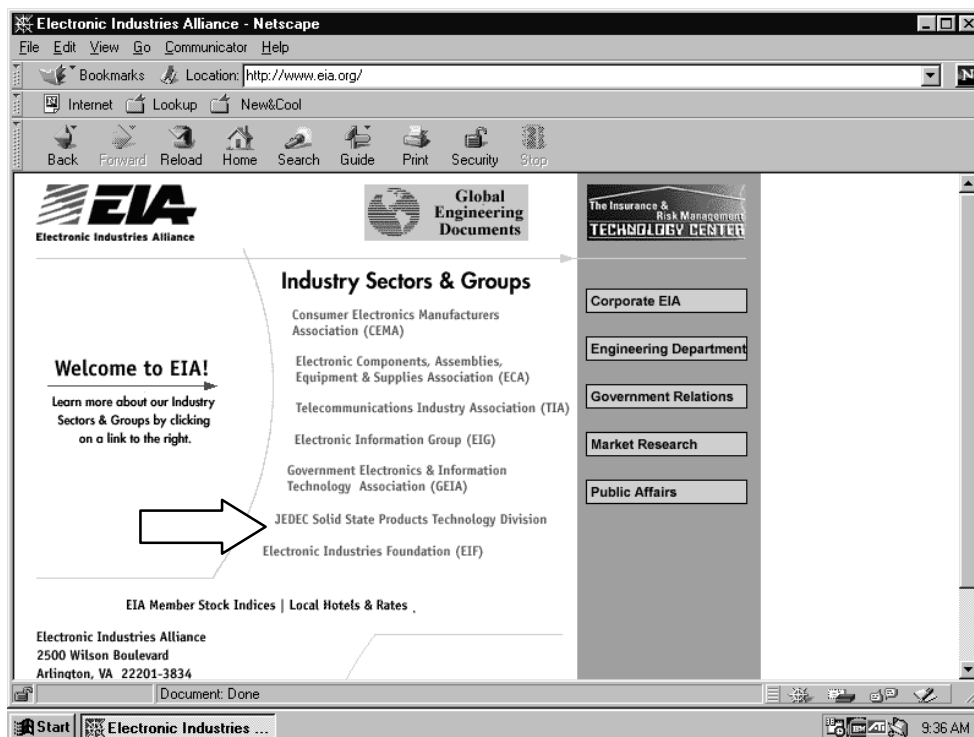 Electronic Industries Alliance - Netscape
File Edit View Go Communicator Help
Bookmarks Location: http://www.eia.org/
Internet Lookup New&Cool
Back Forward Reload Home Search Guide Print Security Stop
EIA
Electronic Industries Alliance
Global
Engineering
Documents
The Insurance &
Risk Management
TECHNOLOGY CENTER
Industry Sectors & Groups
Consumer Electronics Manufacturers
Association (CEMA)
Electronic Components, Assemblies,
Equipment & Supplies Association (ECA)
Telecommunications Industry Association (TIA)
Electronic Information Group (EIG)
Government Electronics & Information
Technology Association (GEIA)
JEDEC Solid State Products Technology Division
Electronic Industries Foundation (EIF)
Welcome to EIA!
Learn more about our Industry
Sectors & Groups by clicking
on a link to the right.
Corporate EIA
Engineering Department
Government Relations
Market Research
Public Affairs
EIA Member Stock Indices | Local Hotels & Rates .
Electronic Industries Alliance
2500 Wilson Boulevard
Arlington, VA 22201-3834
Document: Done
Start Electronic Industries ... 9:36 AM